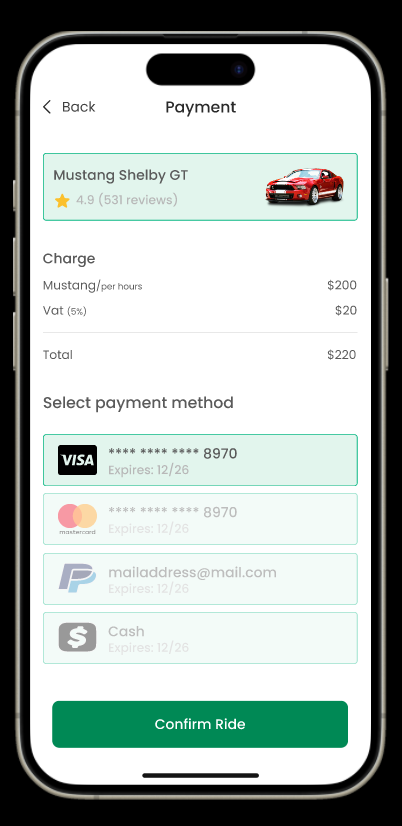 Back
Payment
Mustang Shelby GT
4.9 (531 reviews)
Charge
Mustang/per hours $200
Vat (5%) $20
Total $220
Select payment method
VISA
**** **** **** 8970
Expires: 12/26
mastercard
**** **** **** 8970
Expires: 12/26
mailaddress@mail.com
Expires: 12/26
Cash
Expires: 12/26
Confirm Ride